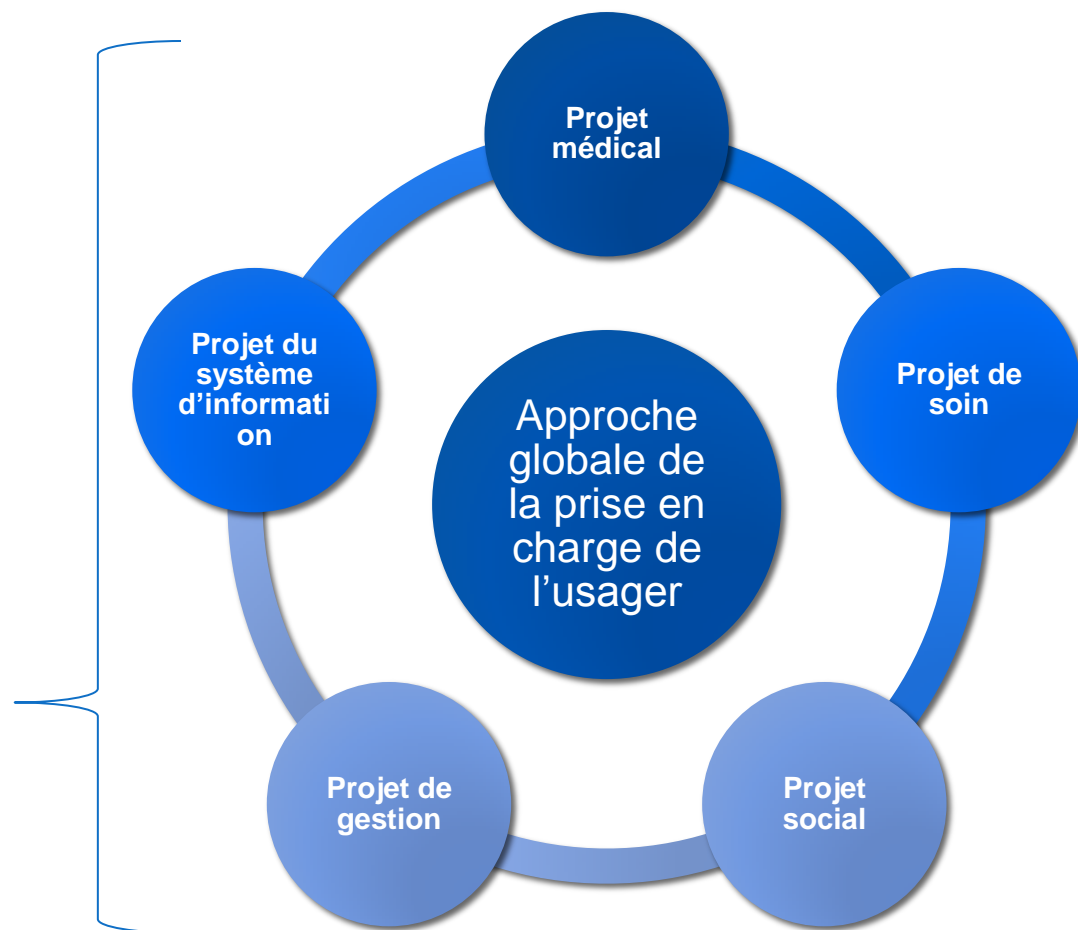 Projet
médical
Projet du
système
d’informati
on
Projet de
soin
Approche
globale de
la prise en
charge de
l’usager
Projet de
gestion
Projet
social